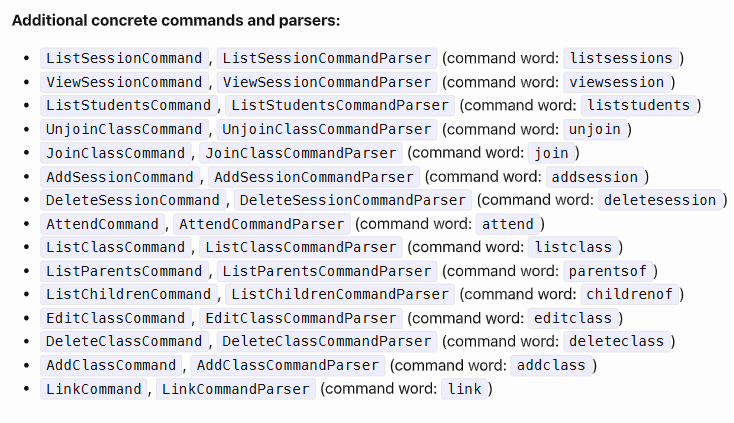 Additional concrete commands and parsers:
• ListSessionCommand, ListSessionCommandParser (command word: listsessions)
• ViewSessionCommand, ViewSessionCommandParser (command word: viewsession)
• ListStudentsCommand, ListStudentsCommandParser (command word: liststudents)
• UnjoinClassCommand, UnjoinClassCommandParser (command word: unjoin)
• JoinClassCommand, JoinClassCommandParser (command word: join)
• AddSessionCommand, AddSessionCommandParser (command word: addsession)
• DeleteSessionCommand, DeleteSessionCommandParser (command word: deletesession)
• AttendCommand, AttendCommandParser (command word: attend)
• ListClassCommand, ListClassCommandParser (command word: listclass)
• ListParentsCommand, ListParentsCommandParser (command word: parentsof)
• ListChildrenCommand, ListChildrenCommandParser (command word: childrenof)
• EditClassCommand, EditClassCommandParser (command word: editclass)
• DeleteClassCommand, DeleteClassCommandParser (command word: deleteclass)
• AddClassCommand, AddClassCommandParser (command word: addclass)
• LinkCommand, LinkCommandParser (command word: link)